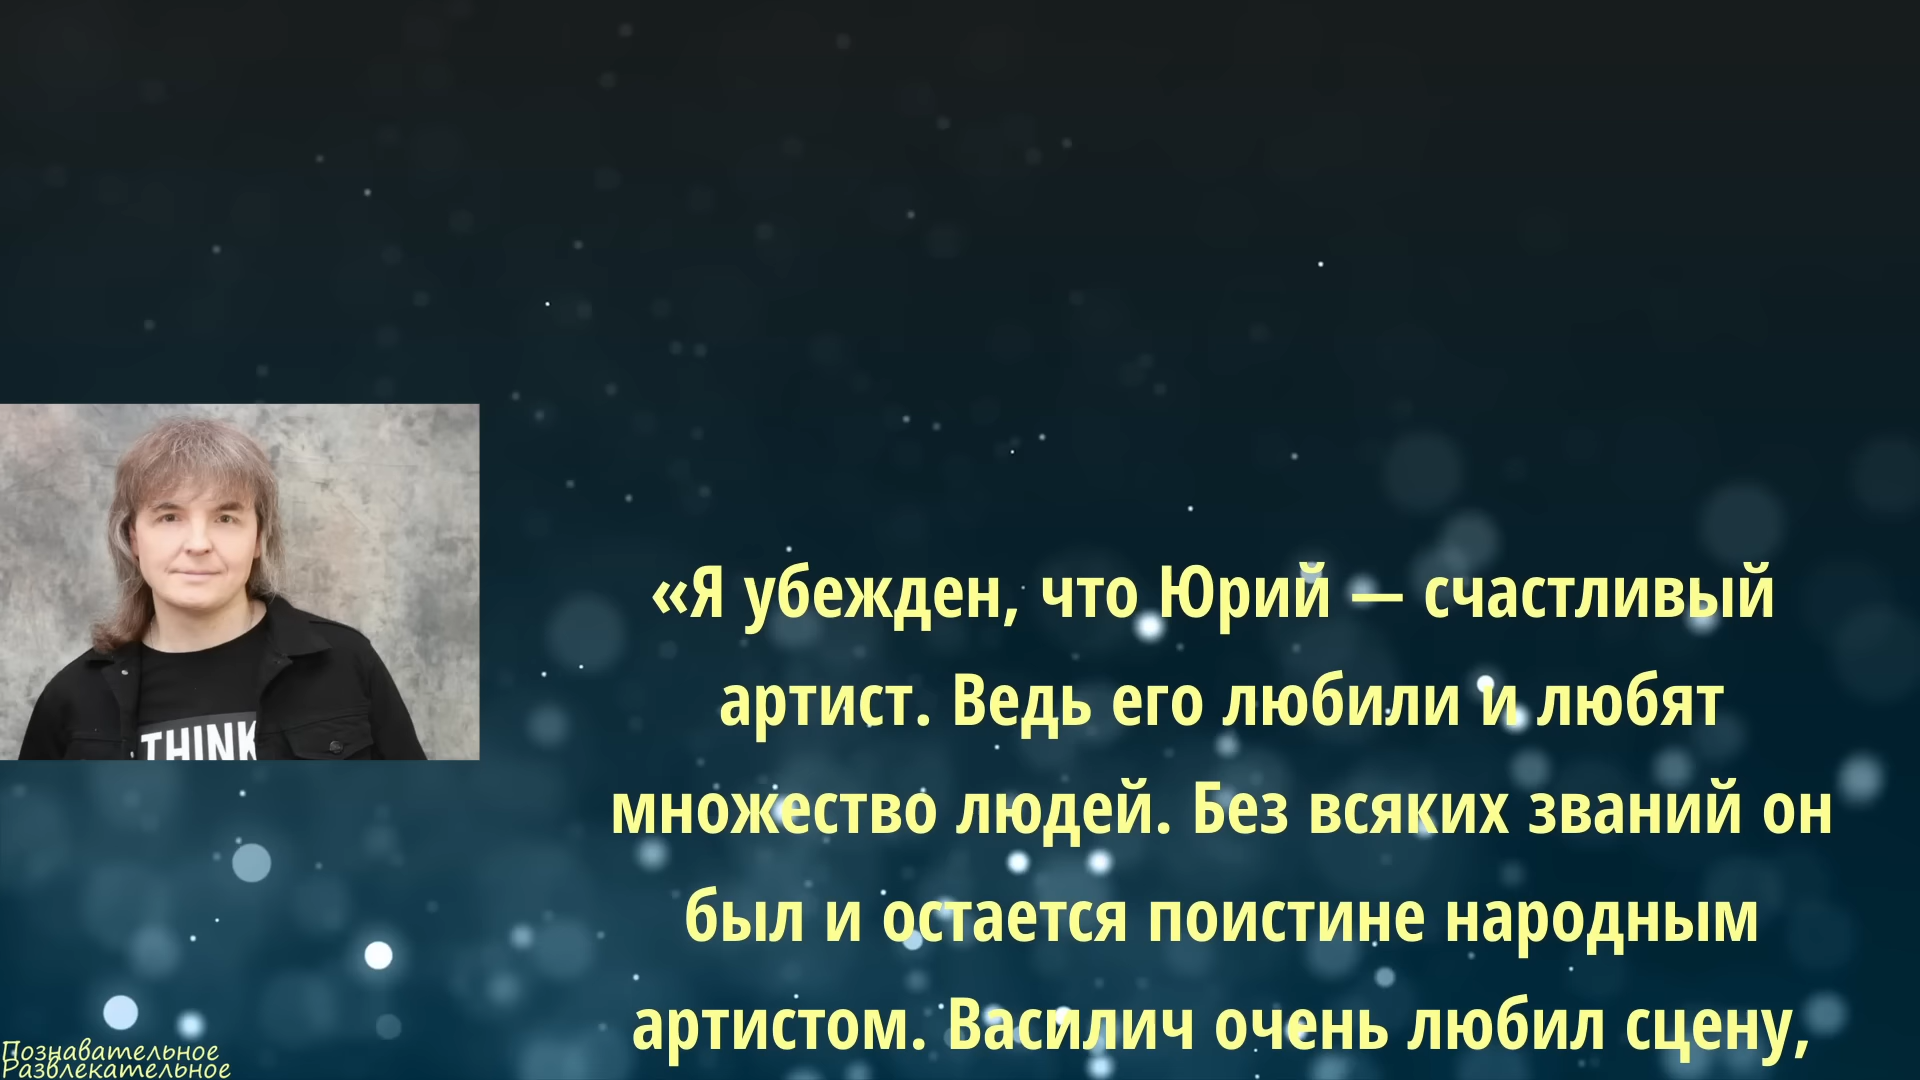 «Я убежден, что Юрий — счастливый
артист. Ведь его любили и любят
множество людей. Без всяких званий он
был и остается поистине народным
артистом. Василич очень любил сцену,
THINK
Познавательное
Развлекательное